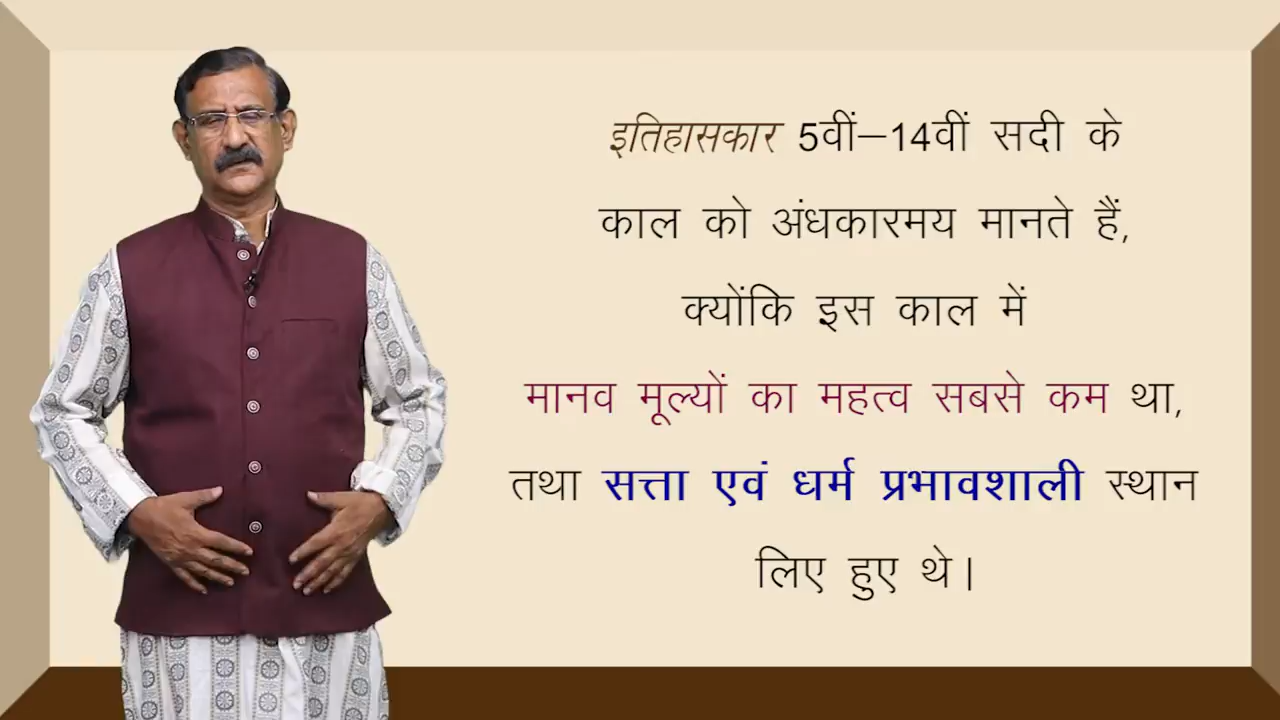 इतिहासकार 5वीं–14वीं सदी के
काल को अंधकारमय मानते हैं,
क्योंकि इस काल में
मानव मूल्यों का महत्व सबसे कम था,
तथा सत्ता एवं धर्म प्रभावशाली स्थान
लिए हुए थे।